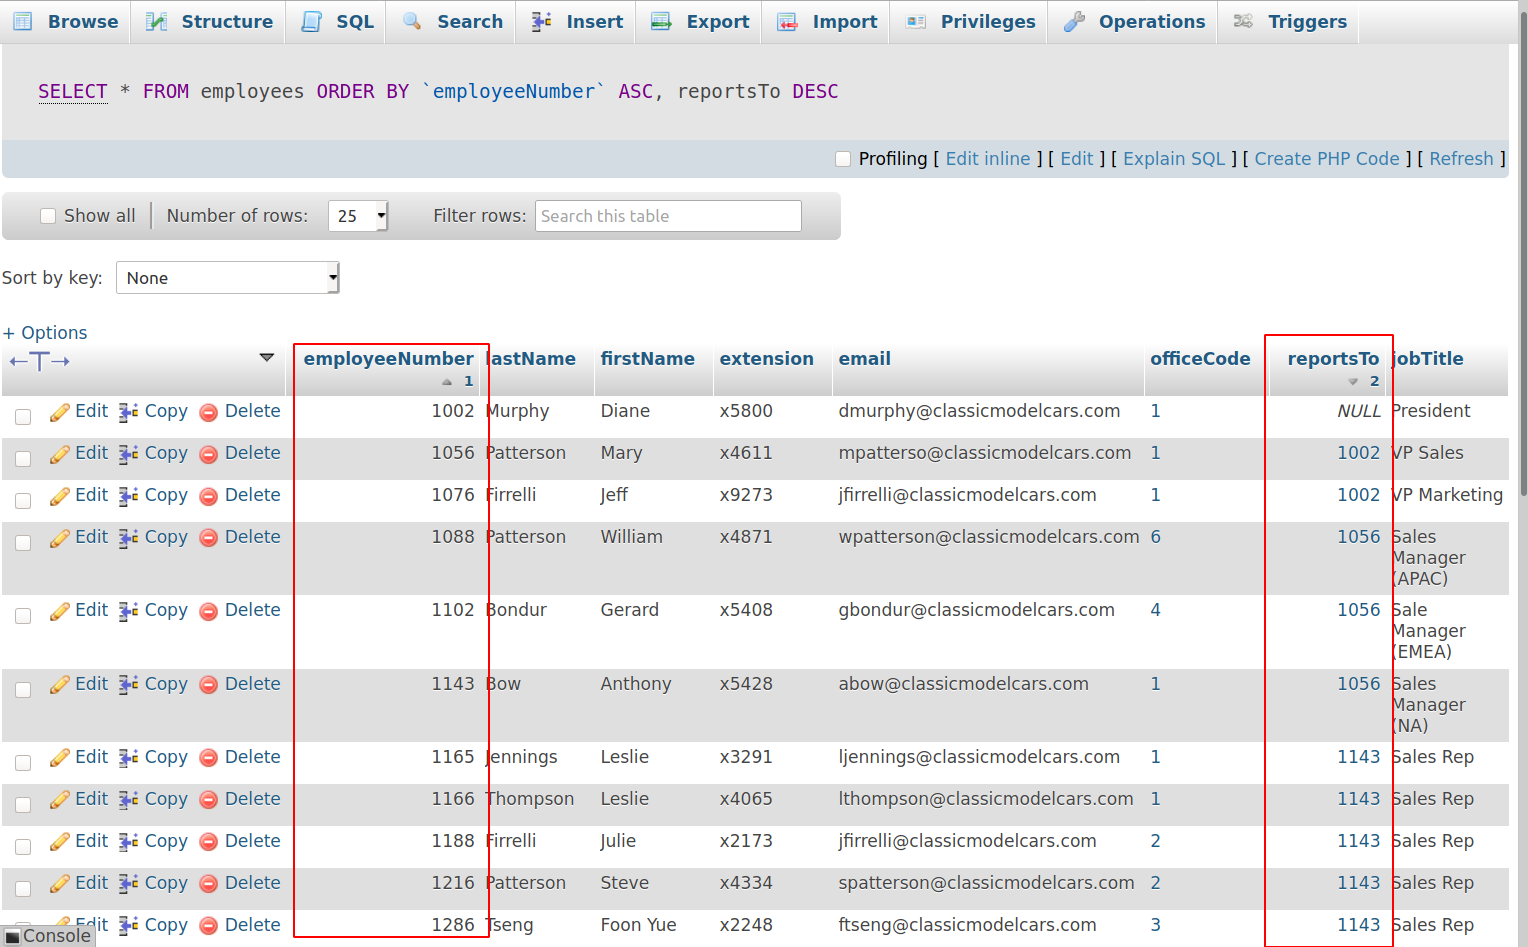 Browse Structure SQL Search Insert Export Import Privileges Operations Triggers
SELECT * FROM employees ORDER BY `employeeNumber` ASC, reportsTo DESC
Profiling [ Edit inline ] [ Edit ] [ Explain SQL ] [ Create PHP Code ] [ Refresh ]
Show all Number of rows: 25 Filter rows: Search this table
Sort by key: None
+ Options
employeeNumber lastName firstName extension email officeCode reportsTo jobTitle
1 2
Edit Copy Delete 1002 Murphy Diane x5800 dmurphy@classicmodelcars.com 1 NULL President
Edit Copy Delete 1056 Patterson Mary x4611 mpatterso@classicmodelcars.com 1 1002 VP Sales
Edit Copy Delete 1076 Firrelli Jeff x9273 jfirrelli@classicmodelcars.com 1 1002 VP Marketing
Edit Copy Delete 1088 Patterson William x4871 wpatterson@classicmodelcars.com 6 1056 Sales
Manager
(APAC)
Edit Copy Delete 1102 Bondur Gerard x5408 gbondur@classicmodelcars.com 4 1056 Sale
Manager
(EMEA)
Edit Copy Delete 1143 Bow Anthony x5428 abow@classicmodelcars.com 1 1056 Sales
Manager
(NA)
Edit Copy Delete 1165 Jennings Leslie x3291 ljennings@classicmodelcars.com 1 1143 Sales Rep
Edit Copy Delete 1166 Thompson Leslie x4065 lthompson@classicmodelcars.com 1 1143 Sales Rep
Edit Copy Delete 1188 Firrelli Julie x2173 jfirrelli@classicmodelcars.com 2 1143 Sales Rep
Edit Copy Delete 1216 Patterson Steve x4334 spatterson@classicmodelcars.com 2 1143 Sales Rep
Edit Copy Delete 1286 Tseng Foon Yue x2248 ftseng@classicmodelcars.com 3 1143 Sales Rep
Console